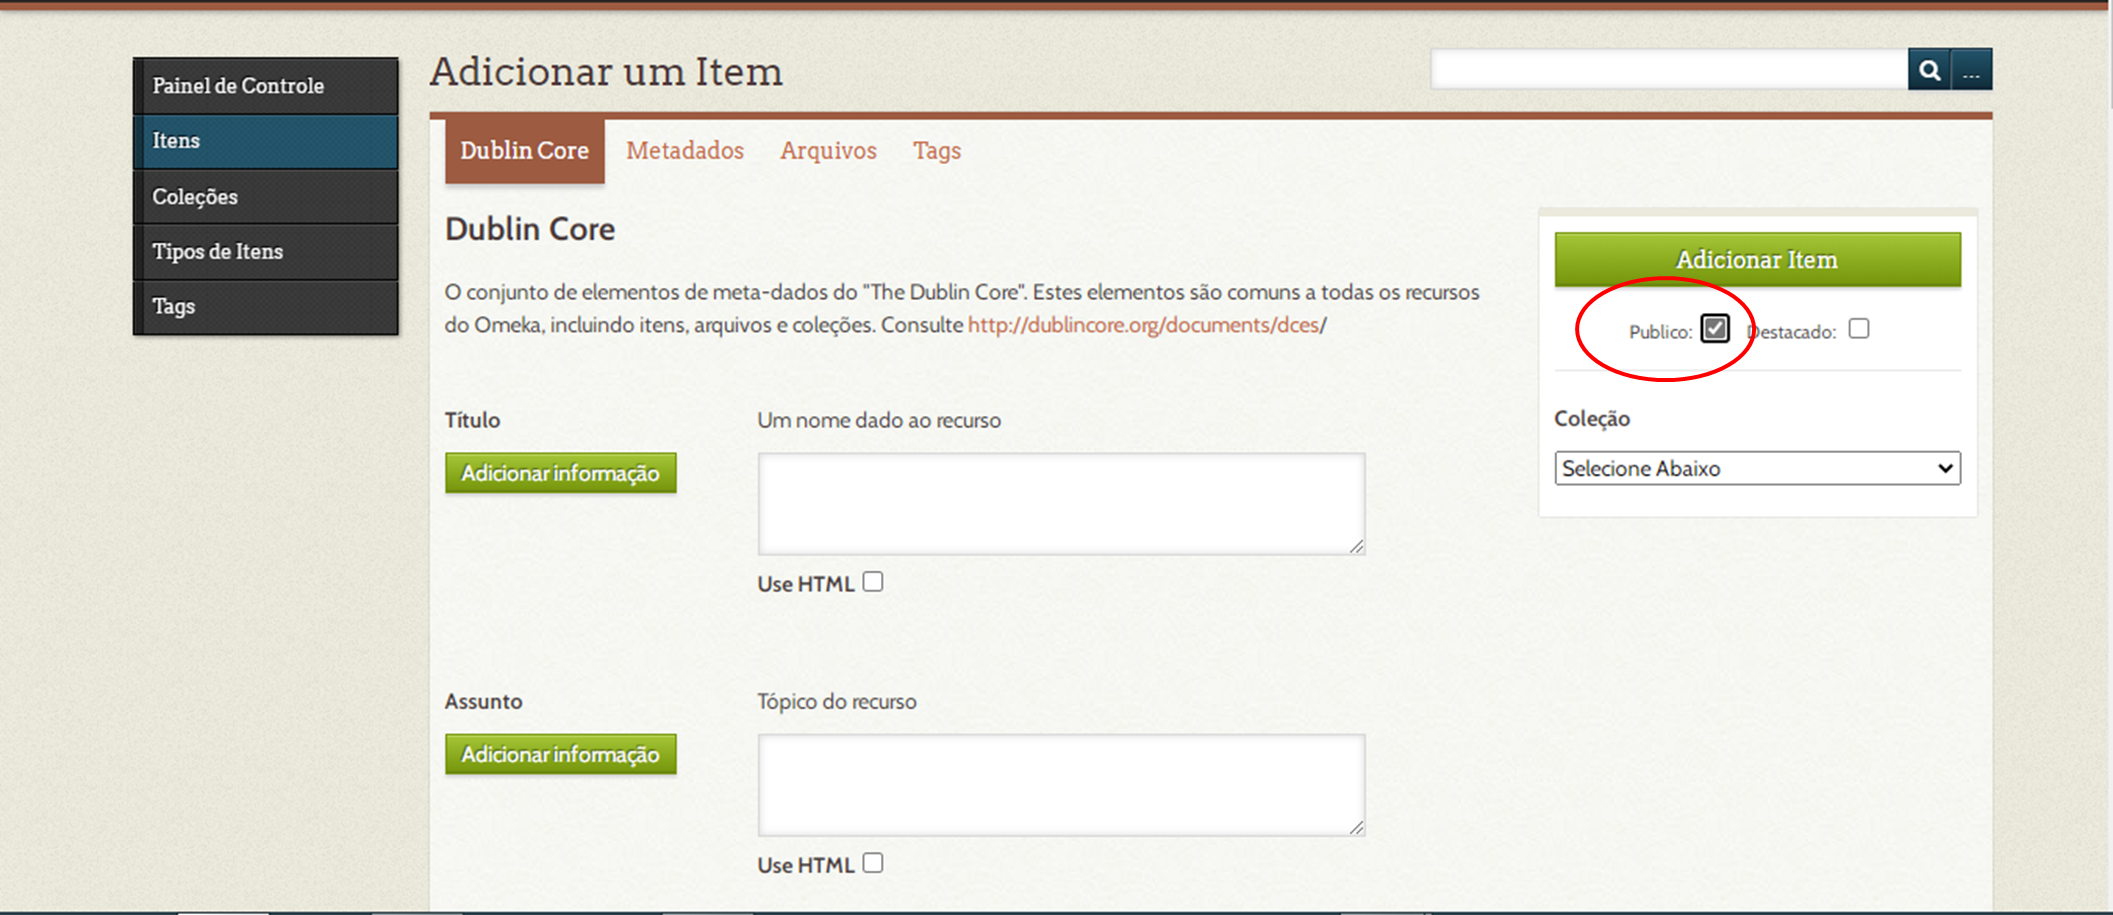 Painel de Controle
Itens
Coleções
Tipos de Itens
Tags
Adicionar um Item
...
Dublin Core
Metadados
Arquivos
Tags
Dublin Core
O conjunto de elementos de meta-dados do "The Dublin Core". Estes elementos são comuns a todas os recursos
do Omeka, incluindo itens, arquivos e coleções. Consulte http://dublincore.org/documents/dces/
Título
Um nome dado ao recurso
Adicionar informação
Use HTML
Assunto
Tópico do recurso
Adicionar informação
Use HTML
Adicionar Item
Publico:
Destacado:
Coleção
Selecione Abaixo